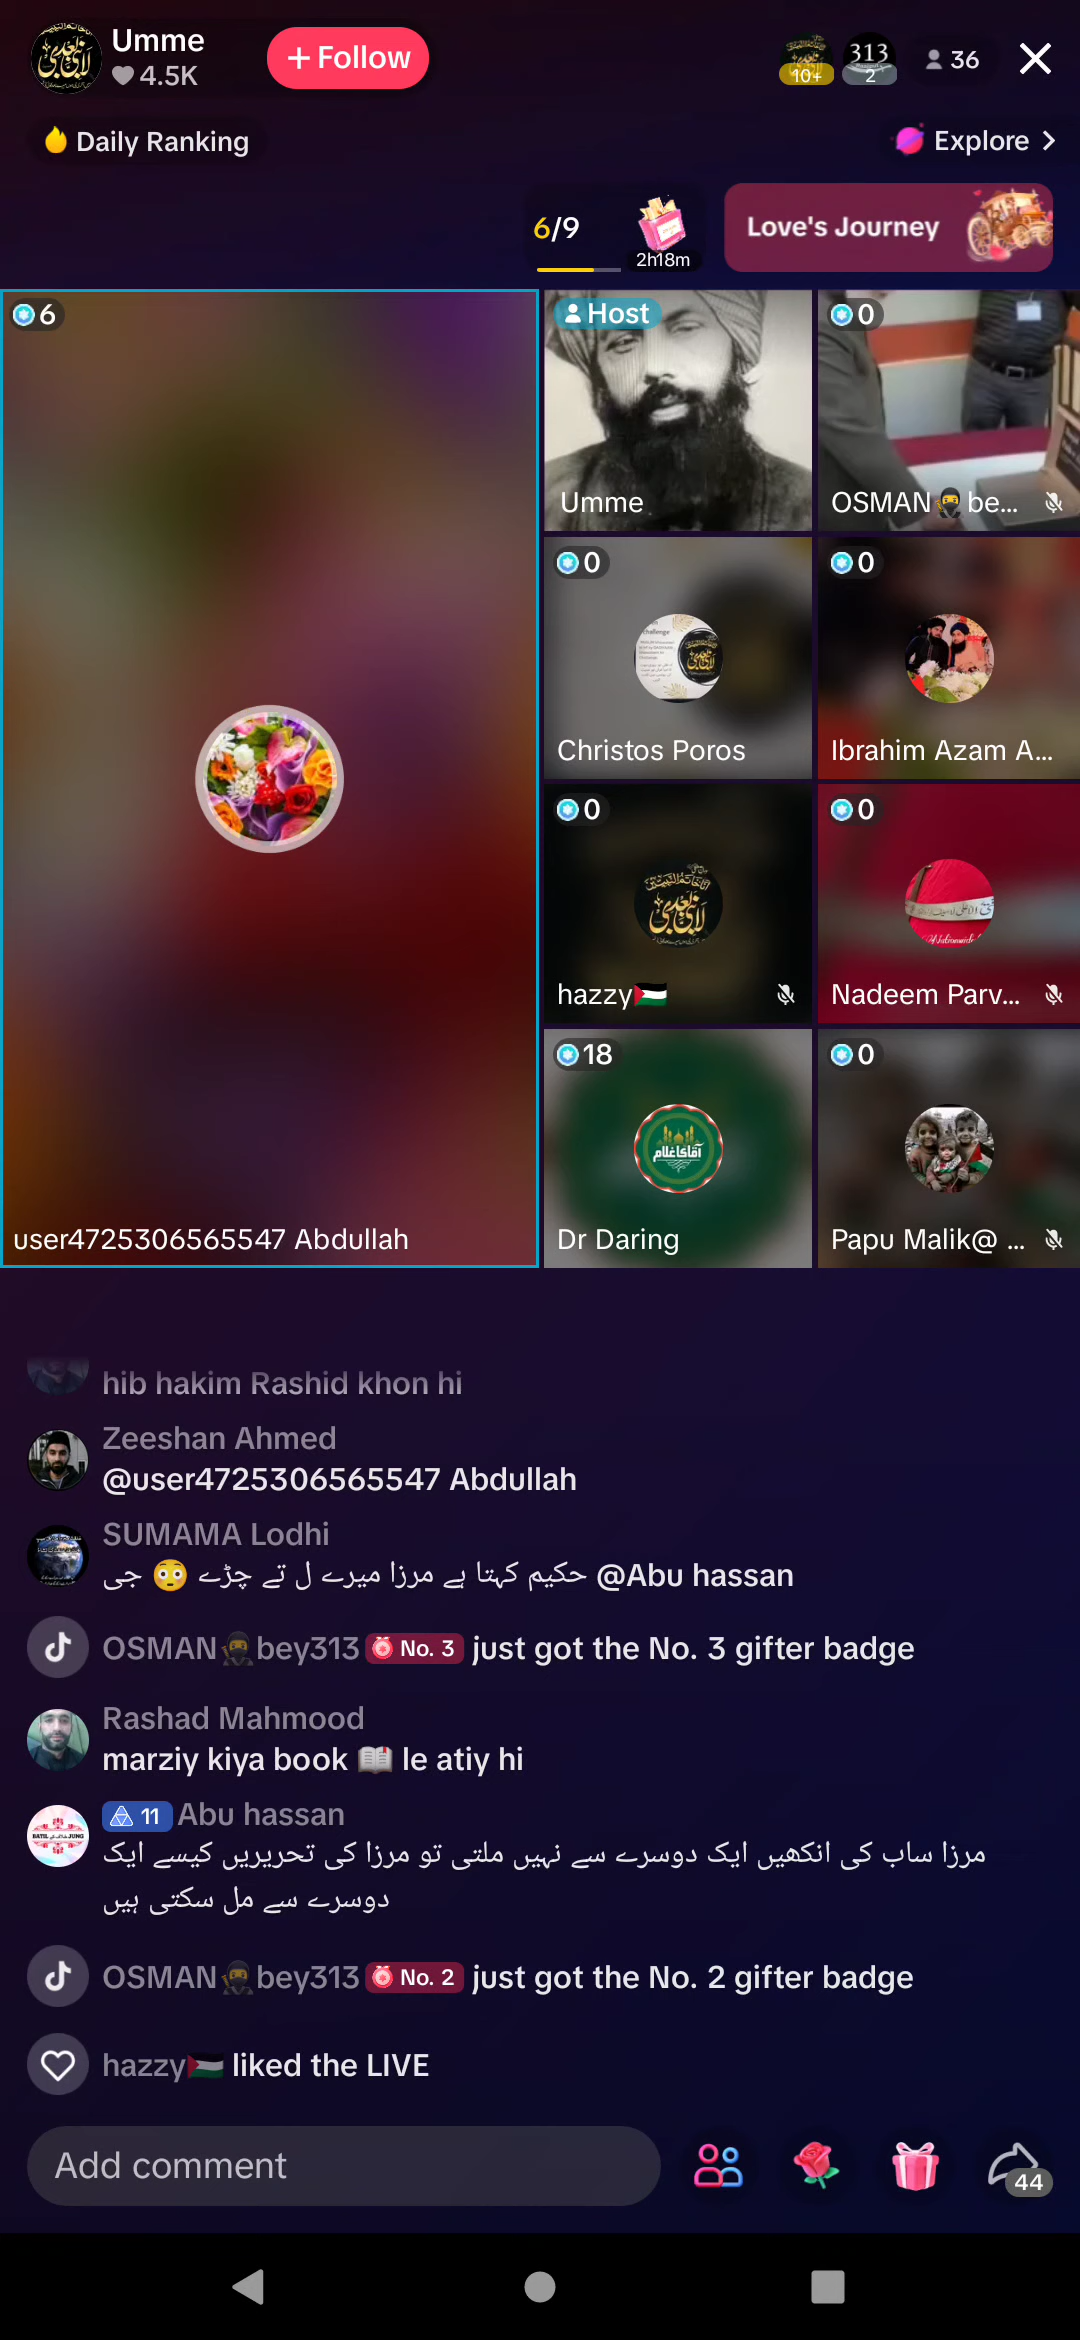 Umme
4.5K
+ Follow
10+
313
2
36
Daily Ranking
Explore >
6/9
2h18m
Love's Journey
6
Host
0
Umme
OSMAN🥷be...
0
0
Christos Poros
Ibrahim Azam A...
0
0
hazzy🇵🇸
Nadeem Parv...
18
0
آقا کا غلام
user4725306565547 Abdullah
Dr Daring
Papu Malik@ ...
hib hakim Rashid khon hi
Zeeshan Ahmed
@user4725306565547 Abdullah
SUMAMA Lodhi
@Abu hassan حکیم کہتا ہے مرزا میرے ل تے چڑے 😳 جی
OSMAN🥷bey313 No. 3 just got the No. 3 gifter badge
Rashad Mahmood
marziy kiya book 📖 le atiy hi
11 Abu hassan
مرزا ساب کی انکھیں ایک دوسرے سے نہیں ملتی تو مرزا کی تحریریں کیسے ایک
دوسرے سے مل سکتی ہیں
OSMAN🥷bey313 No. 2 just got the No. 2 gifter badge
hazzy🇵🇸 liked the LIVE
Add comment
44